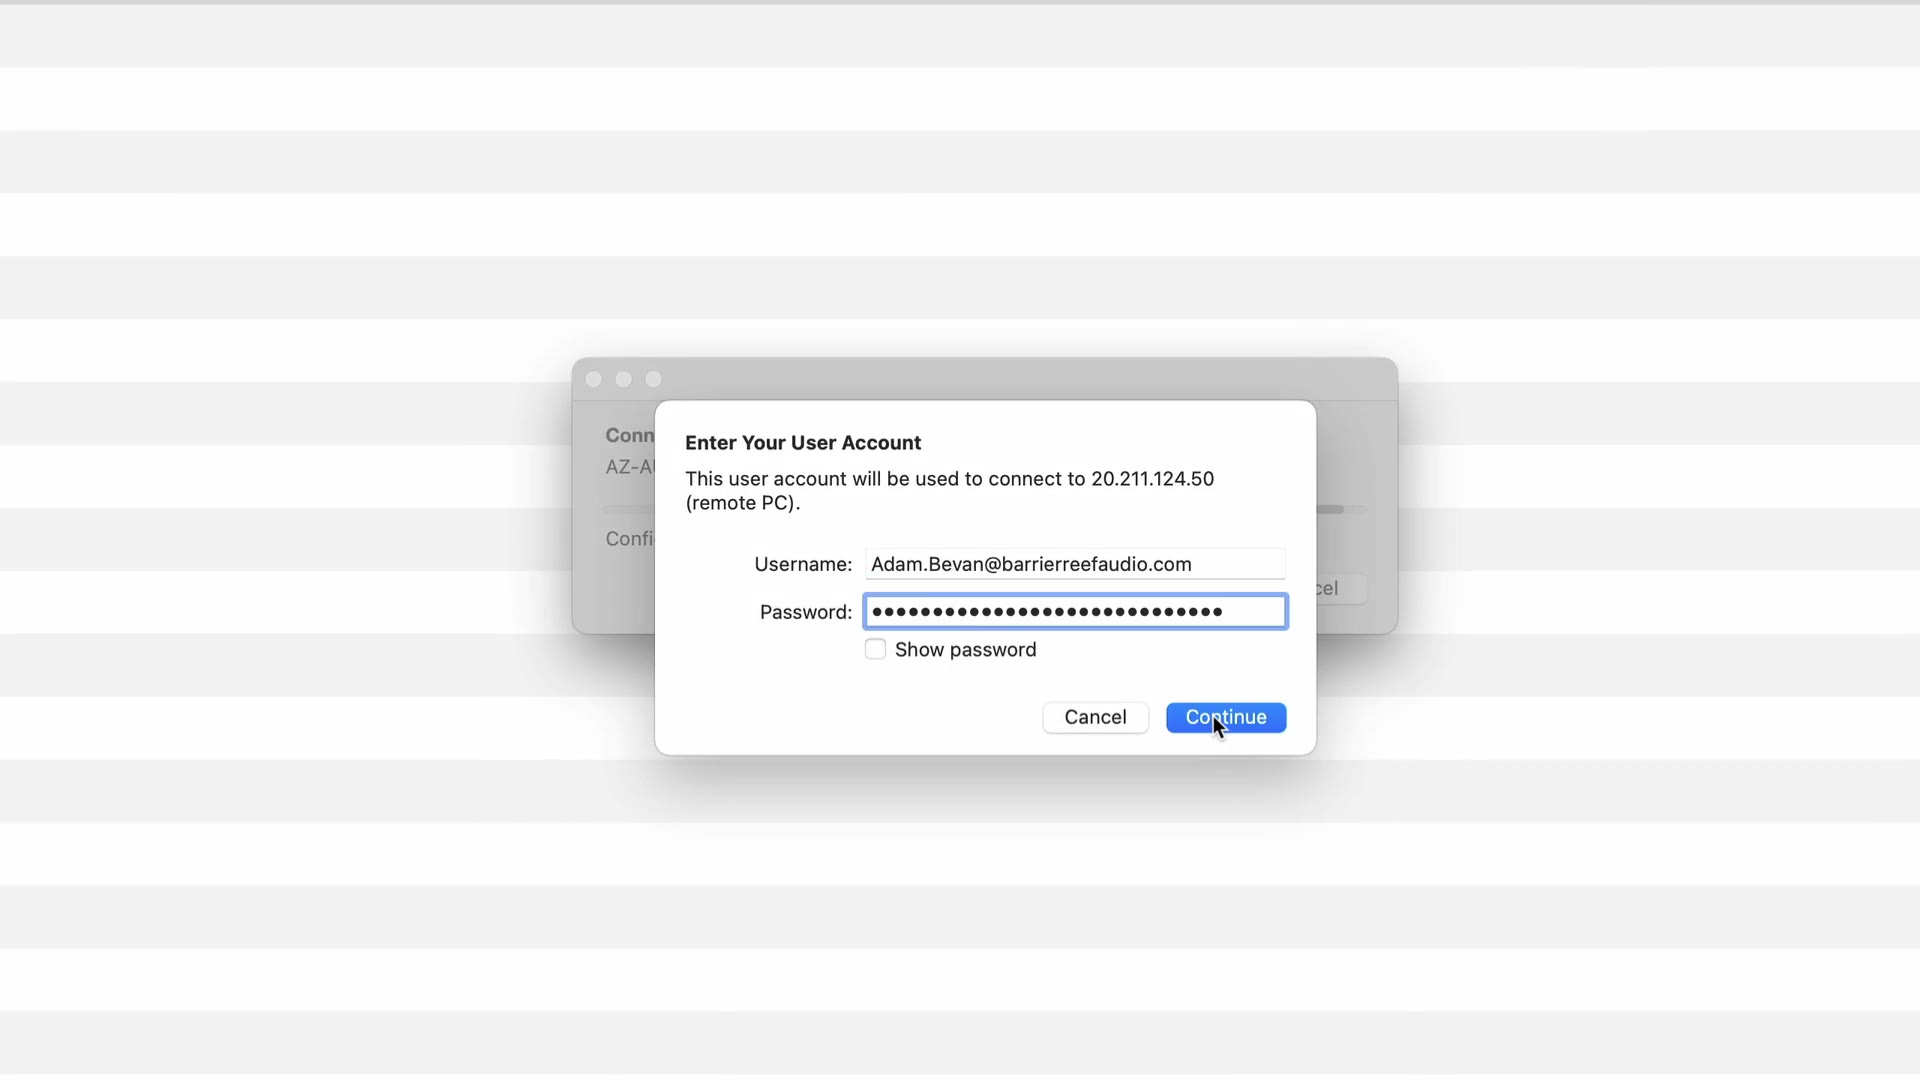 Enter Your User Account
This user account will be used to connect to 20.211.124.50
(remote PC).
Username: Adam.Bevan@barrierreefaudio.com
Password: •••••••••••••••••••••••••••••
Show password
Cancel
Continue
Conn
AZ-A
Confi
cel